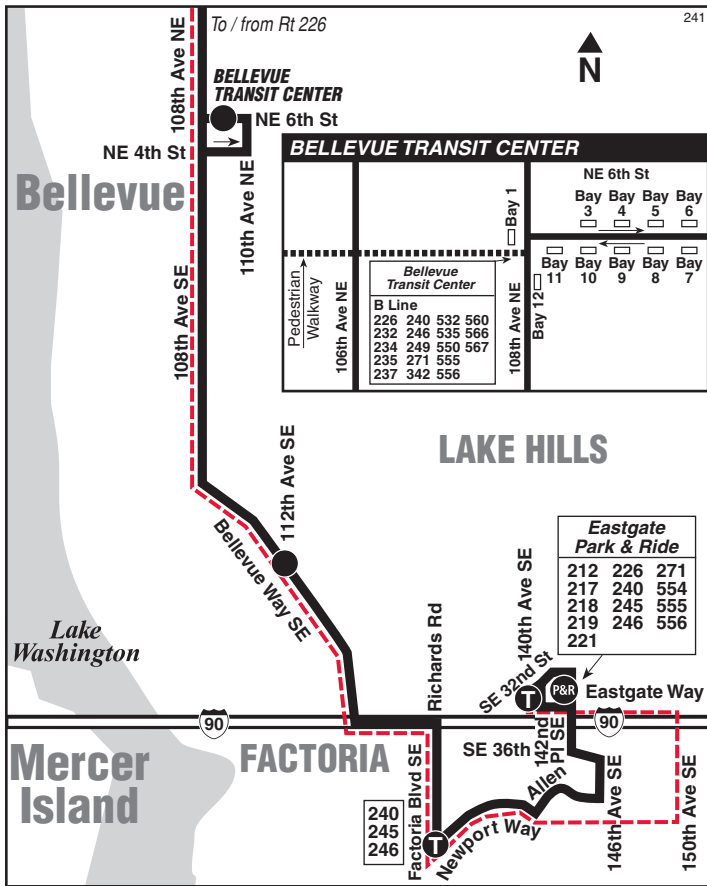 To / from Rt 226
241
108th Ave NE
N
BELLEVUE
TRANSIT CENTER
NE 6th St
NE 4th St
110th Ave NE
Bellevue
BELLEVUE TRANSIT CENTER
NE 6th St
Bay 1
Bay
3
Bay
4
Bay
5
Bay
6
Bay
11
Bay
10
Bay
9
Bay
8
Bay
7
Bay 12
Pedestrian
Walkway
106th Ave NE
Bellevue
Transit Center
B Line
226 240 532 560
232 246 535 566
234 249 550 567
235 271 555
237 342 556
108th Ave NE
108th Ave SE
LAKE HILLS
112th Ave SE
Bellevue Way SE
Eastgate
Park & Ride
212 226 271
217 240 554
218 245 555
219 246 556
221
140th Ave SE
Lake
Washington
Richards Rd
SE 32nd St
T
P&R
Eastgate Way
90
90
Mercer
Island
FACTORIA
SE 36th
142nd
Pl SE
Allen
240
245
246
Factoria Blvd SE
T
Newport Way
146th Ave SE
150th Ave SE